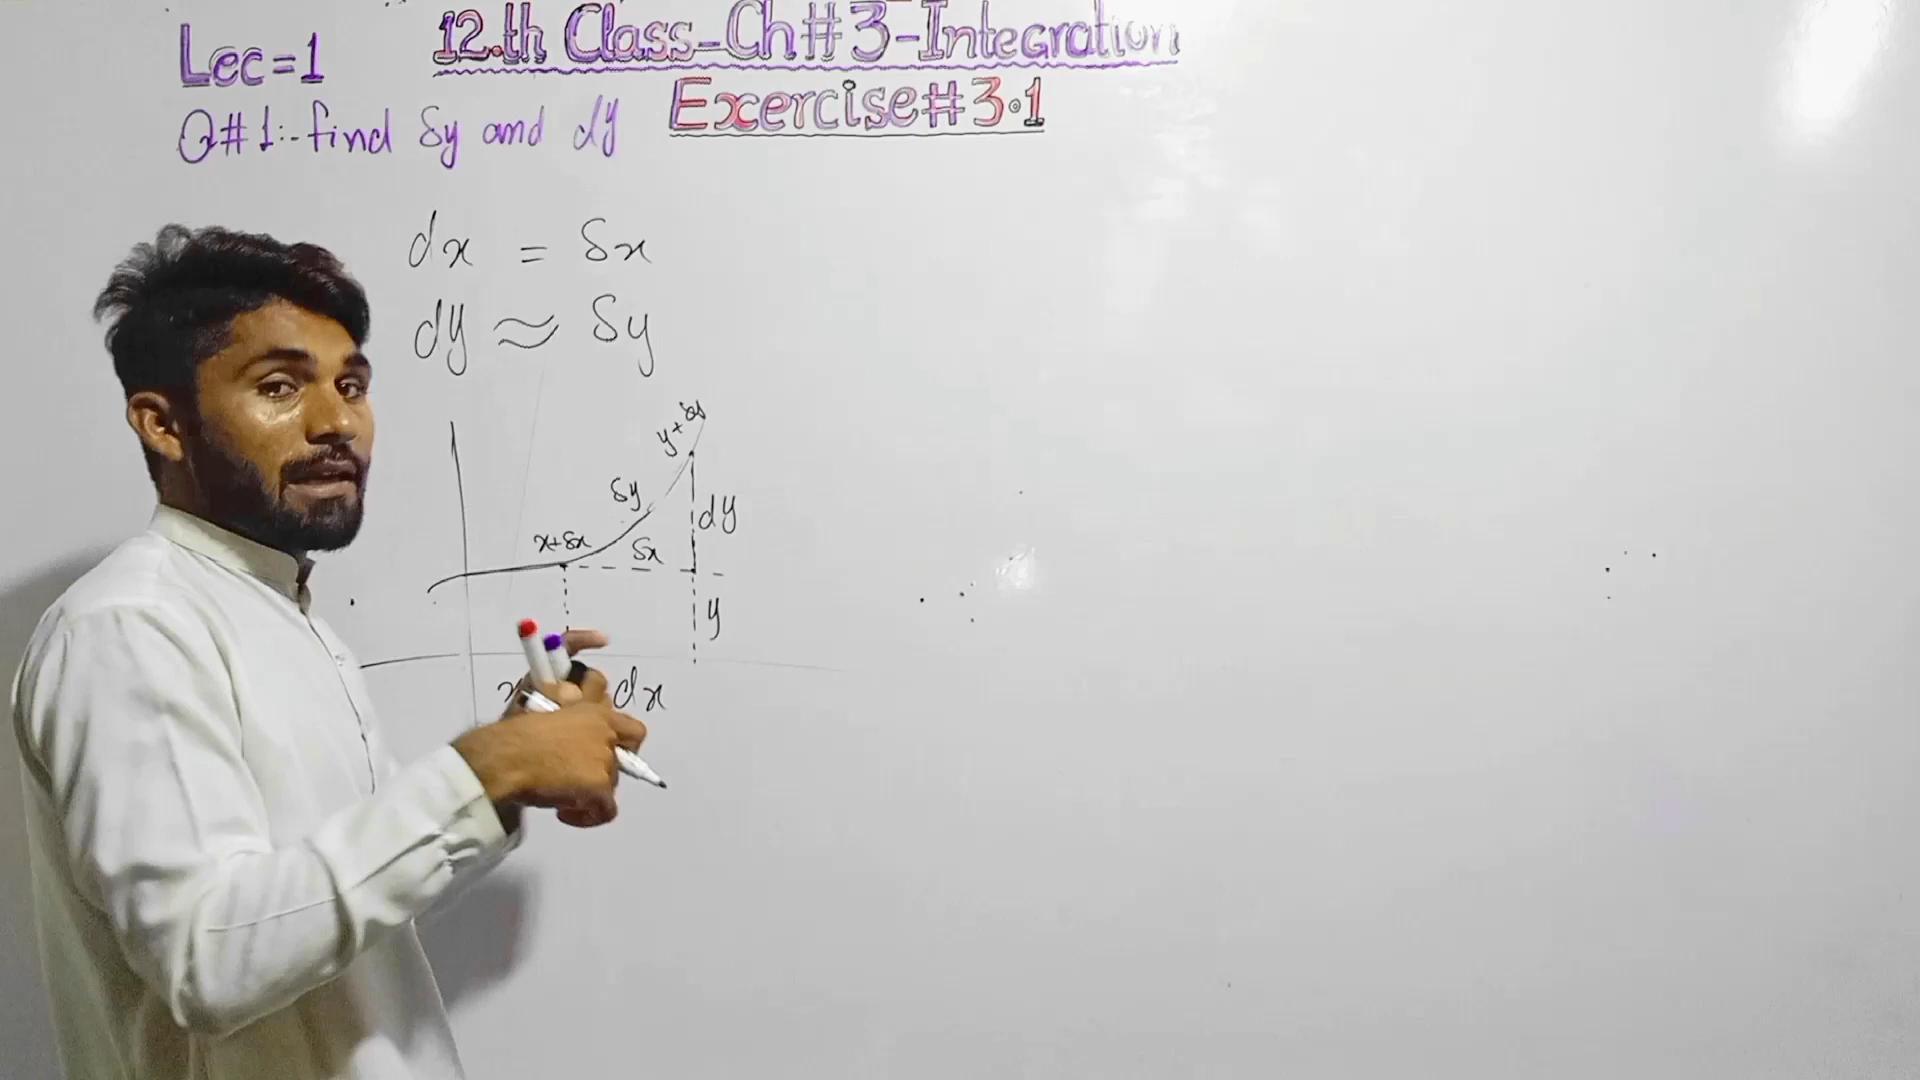 Lec=1
12.th Class-Ch#3-Integration
Exercise#3.1
Q#1:- find δy and dy
dx = δx
dy ≈ δy
y+δy
δy
dy
x+δx
δx
y
x
dx